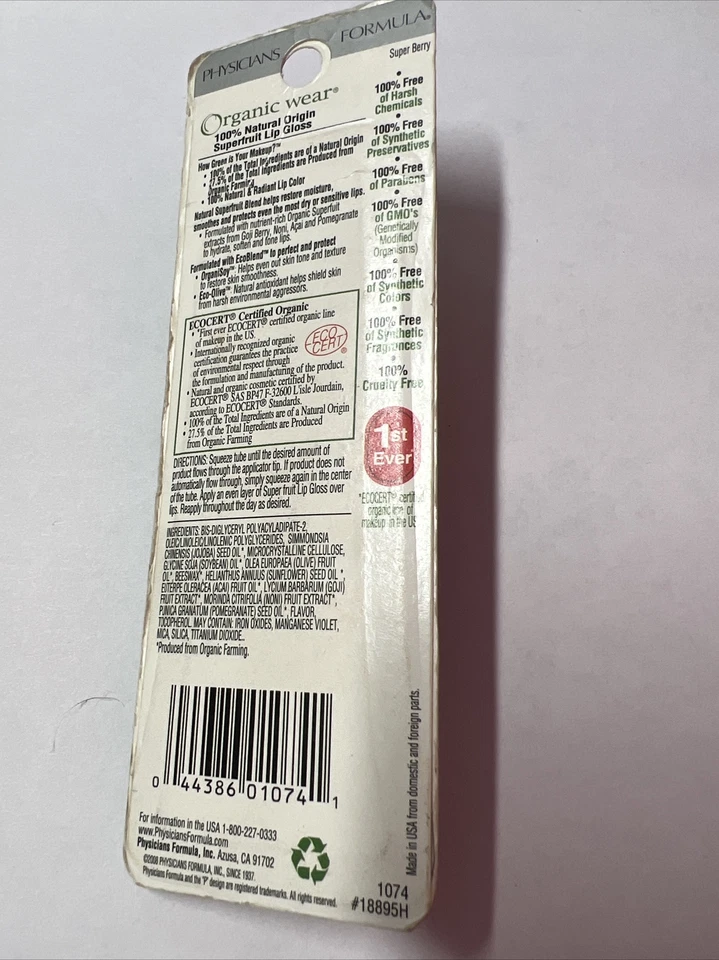 PHYSICIANS FORMULA®
Super Berry
Organic wear®
100% Natural Origin
Superfruit Lip Gloss
How Green is Your Makeup?™
• 100% of the Total Ingredients are of a Natural Origin
• 27.5% of the Total Ingredients are Produced from
Organic Farming
• 100% Natural & Radiant Lip Color
Natural Superfruit Blend helps restore moisture,
smoothes and protects even the most dry or sensitive lips.
• Formulated with nutrient-rich Organic Superfuit
extracts from Goji Berry, Noni, Açai and Pomegranate
to hydrate, soften and tone lips.
Formulated with EcoBlend™ to perfect and protect
• OrganiSoy™ Helps even out skin tone and texture
to restore skin smoothness.
• Eco-Olive™ Natural antioxidant helps shield skin
from harsh environmental aggressors.
ECOCERT® Certified Organic
• *First ever ECOCERT® certified organic line
of makeup in the US.
• Internationally recognized organic
certification guarantees the practice
of environmental respect through
the formulation and manufacturing of the product.
• Natural and organic cosmetic certified by
ECOCERT® SAS BP47 F-32600 L'isle Jourdain,
according to ECOCERT® Standards.
• 100% of the Total Ingredients are of a Natural Origin
• 27.5% of the Total Ingredients are Produced
from Organic Farming
ECO
CERT®
DIRECTIONS: Squeeze tube until the desired amount of
product flows through the applicator tip. If product does not
automatically flow through, simply squeeze again in the center
of the tube. Apply an even layer of Super fruit Lip Gloss over
lips. Reapply throughout the day as desired.
INGREDIENTS: BIS-DIGLYCERYL POLYACYLADIPATE-2,
OLEIC/LINOLEIC/LINOLENIC POLYGLYCERIDES, SIMMONDSIA
CHINENSIS (JOJOBA) SEED OIL*, MICROCRYSTALLINE CELLULOSE,
GLYCINE SOJA (SOYBEAN) OIL*, OLEA EUROPAEA (OLIVE) FRUIT
OIL*, BEESWAX*, HELIANTHUS ANNUUS (SUNFLOWER) SEED OIL*,
EUTERPE OLERACEA (ACAI) FRUIT OIL*, LYCIUM BARBARUM (GOJI)
FRUIT EXTRACT*, MORINDA CITRIFOLIA (NONI) FRUIT EXTRACT*,
PUNICA GRANATUM (POMEGRANATE) SEED OIL*, FLAVOR,
TOCOPHEROL. MAY CONTAIN: IRON OXIDES, MANGANESE VIOLET,
MICA, SILICA, TITANIUM DIOXIDE..
*Produced from Organic Farming.
• 
100% Free
of Harsh
Chemicals
•
100% Free
of Synthetic
Preservatives
•
100% Free
of Parabens
•
100% Free
of GMO's
(Genetically
Modified
Organisms)
&
100% Free
of Synthetic
Colors
•
100% Free
of Synthetic
Fragrances
•
100%
Cruelty Free
1st
Ever*
*ECOCERT® certified
organic line of
makeup in the US
0 44386 01074 1
For information in the USA 1-800-227-0333
www.PhysiciansFormula.com
Physicians Formula, Inc. Azusa, CA 91702
©2008 PHYSICIANS FORMULA, INC., SINCE 1937.
Physicians Formula and the "P" design are registered trademarks. All rights reserved.
Made in USA from domestic and foreign parts.
1074
#18895H